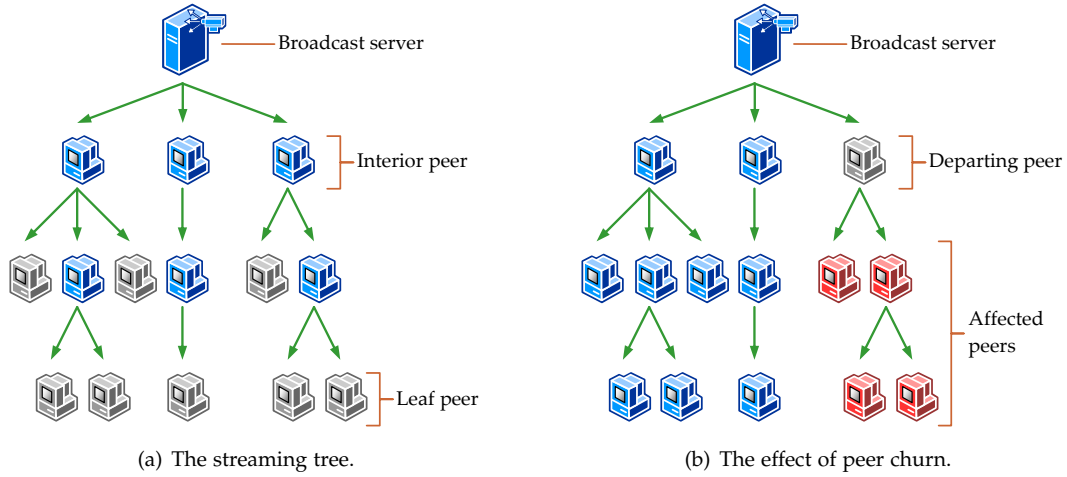 Broadcast server
Interior peer
Leaf peer
(a) The streaming tree.
Broadcast server
Departing peer
Affected
peers
(b) The effect of peer churn.